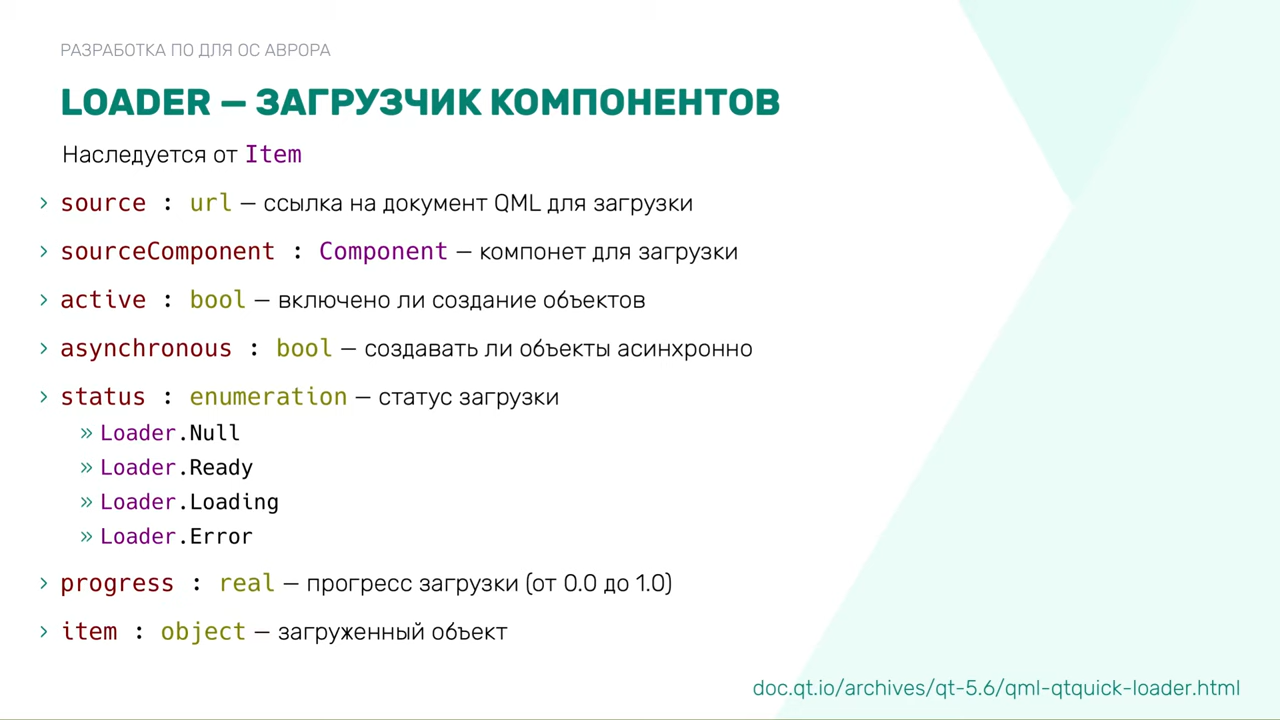 РАЗРАБОТКА ПО ДЛЯ ОС АВРОРА
LOADER — ЗАГРУЗЧИК КОМПОНЕНТОВ
Наследуется от Item
› source : url — ссылка на документ QML для загрузки
› sourceComponent : Component — компонет для загрузки
› active : bool — включено ли создание объектов
› asynchronous : bool — создавать ли объекты асинхронно
› status : enumeration — статус загрузки
» Loader.Null
» Loader.Ready
» Loader.Loading
» Loader.Error
› progress : real — прогресс загрузки (от 0.0 до 1.0)
› item : object — загруженный объект
doc.qt.io/archives/qt-5.6/qml-qtquick-loader.html